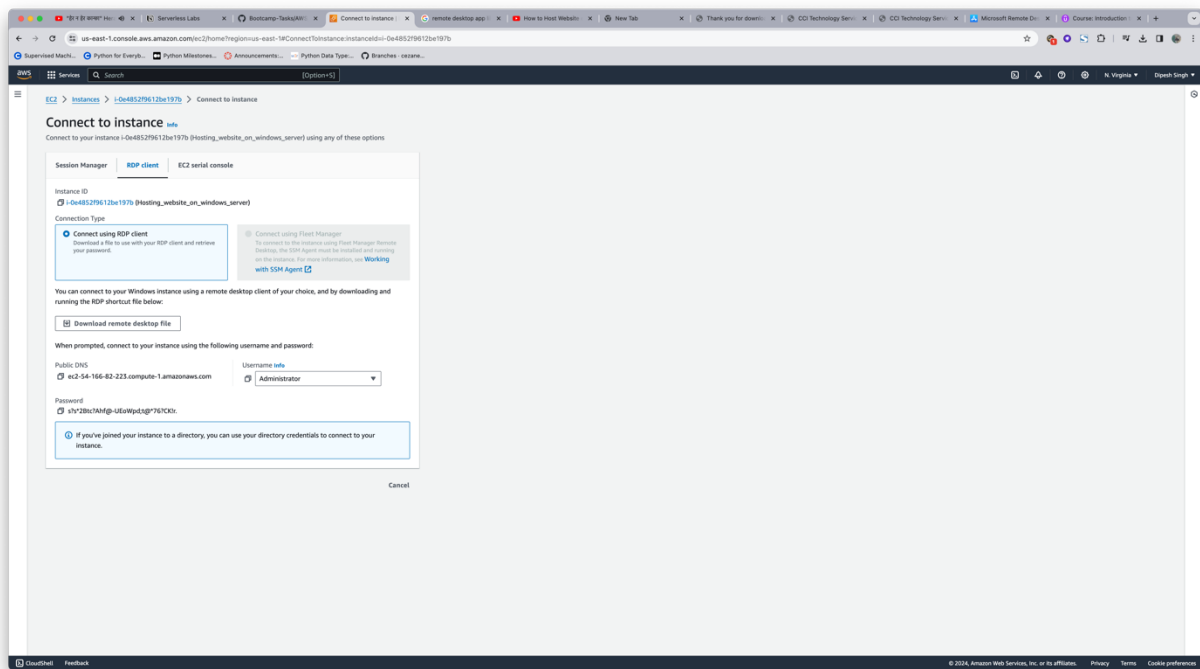 "हर न हर काफर" Serverless Labs Bootcamp-Tasks/AWS Connect to instance remote desktop app How to Host Website New Tab Thank you for downlo CCI Technology Servic CCI Technology Servic Microsoft Remote Des Course: Introduction
us-east-1.console.aws.amazon.com/ec2/home?region=us-east-1#ConnectToInstance:instanceId=i-0e4852f9612be197b
Supervised Machi... Python for Everyb... Python Milestones... Announcements:... Python Data Type:... Branches · cezane...
aws Services Search [Option+S] N. Virginia Dipesh Singh
EC2 > Instances > i-0e4852f9612be197b > Connect to instance
Connect to instance Info
Connect to your instance i-0e4852f9612be197b (Hosting_website_on_windows_server) using any of these options
Session Manager RDP client EC2 serial console
Instance ID
i-0e4852f9612be197b (Hosting_website_on_windows_server)
Connection Type
Connect using RDP client
Download a file to use with your RDP client and retrieve
your password.
Connect using Fleet Manager
To connect to the instance using Fleet Manager Remote
Desktop, the SSM Agent must be installed and running
on the instance. For more information, see Working
with SSM Agent
You can connect to your Windows instance using a remote desktop client of your choice, and by downloading and
running the RDP shortcut file below:
Download remote desktop file
When prompted, connect to your instance using the following username and password:
Public DNS
ec2-54-166-82-223.compute-1.amazonaws.com
Username Info
Administrator
Password
If you've joined your instance to a directory, you can use your directory credentials to connect to your
instance.
Cancel
CloudShell Feedback © 2024, Amazon Web Services, Inc. or its affiliates. Privacy Terms Cookie preferences